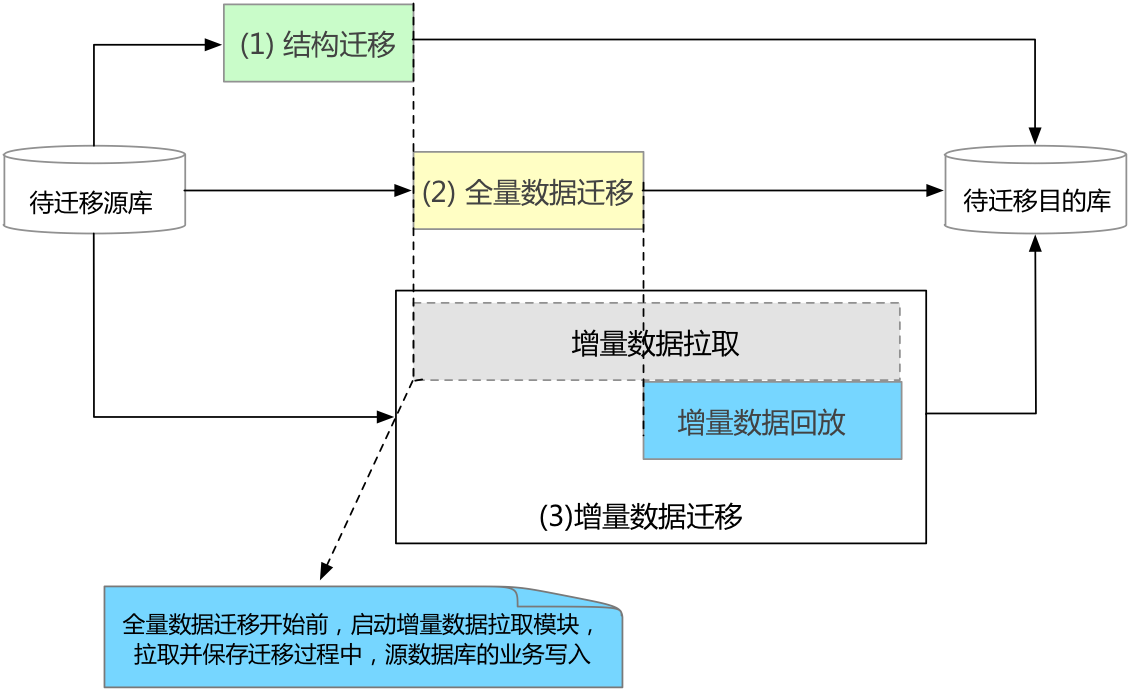 (1) 结构迁移
待迁移源库
(2) 全量数据迁移
待迁移目的库
增量数据拉取
增量数据回放
(3)增量数据迁移
全量数据迁移开始前，启动增量数据拉取模块，
拉取并保存迁移过程中，源数据库的业务写入